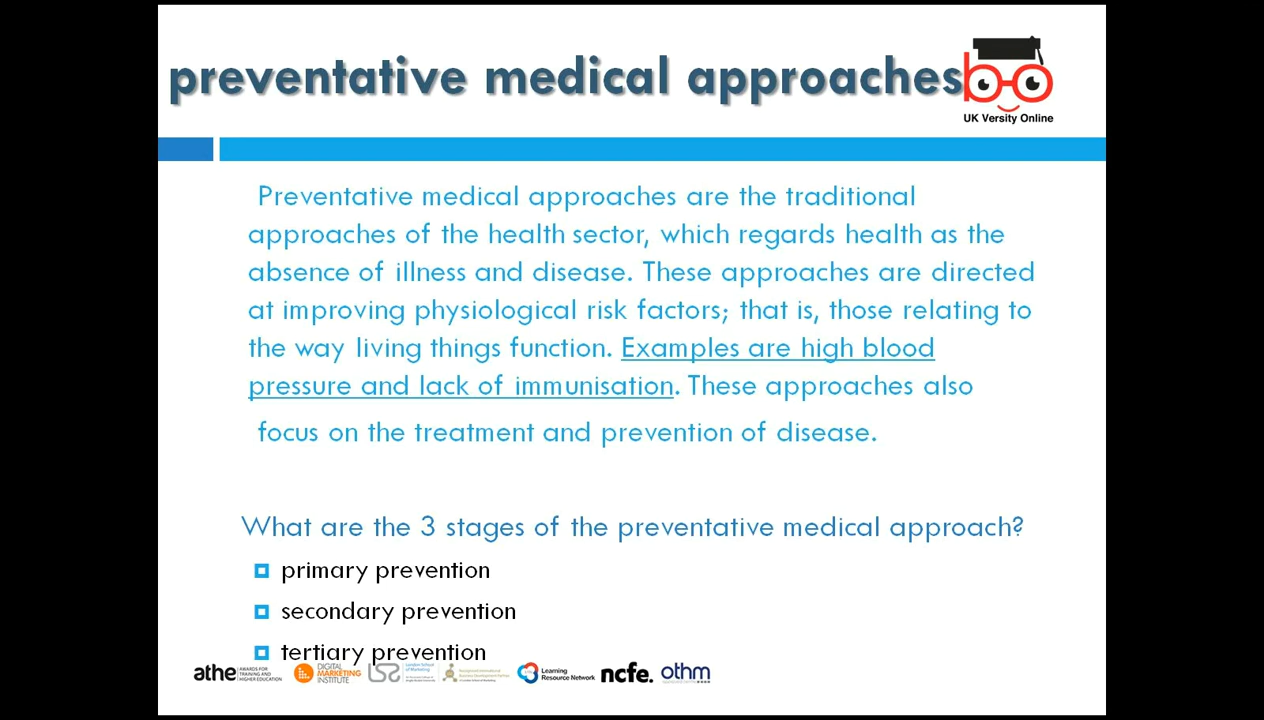 preventative medical approaches
UK Versity Online
Preventative medical approaches are the traditional
approaches of the health sector, which regards health as the
absence of illness and disease. These approaches are directed
at improving physiological risk factors; that is, those relating to
the way living things function. Examples are high blood
pressure and lack of immunisation. These approaches also
focus on the treatment and prevention of disease.
What are the 3 stages of the preventative medical approach?
primary prevention
secondary prevention
tertiary prevention
athe AWARDS FOR TRAINING AND HIGHER EDUCATION
DIGITAL MARKETING INSTITUTE
London School of Marketing
Learning Resource Network
ncfe.
othm